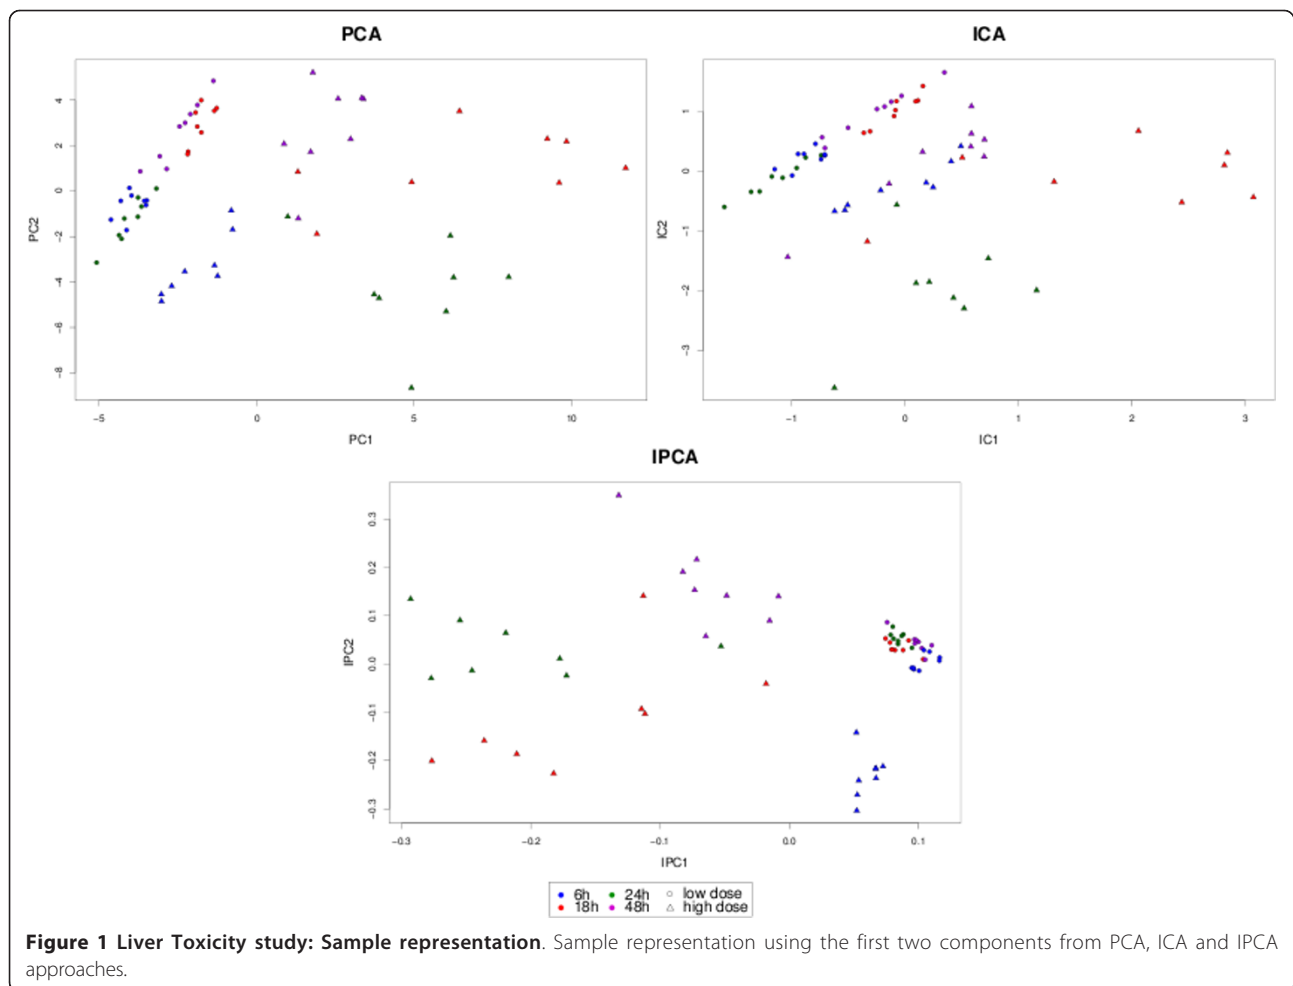 PCA
PC2
4
2
0
−2
−4
−6
−8
−5 0 5 10
PC1
ICA
IC2
1
0
−1
−2
−3
−1 0 1 2 3
IC1
IPCA
IPC2
0.3
0.2
0.1
0.0
−0.1
−0.2
−0.3
−0.3 −0.2 −0.1 0.0 0.1
IPC1
6h 24h low dose
18h 48h high dose
Figure 1 Liver Toxicity study: Sample representation. Sample representation using the first two components from PCA, ICA and IPCA
approaches.